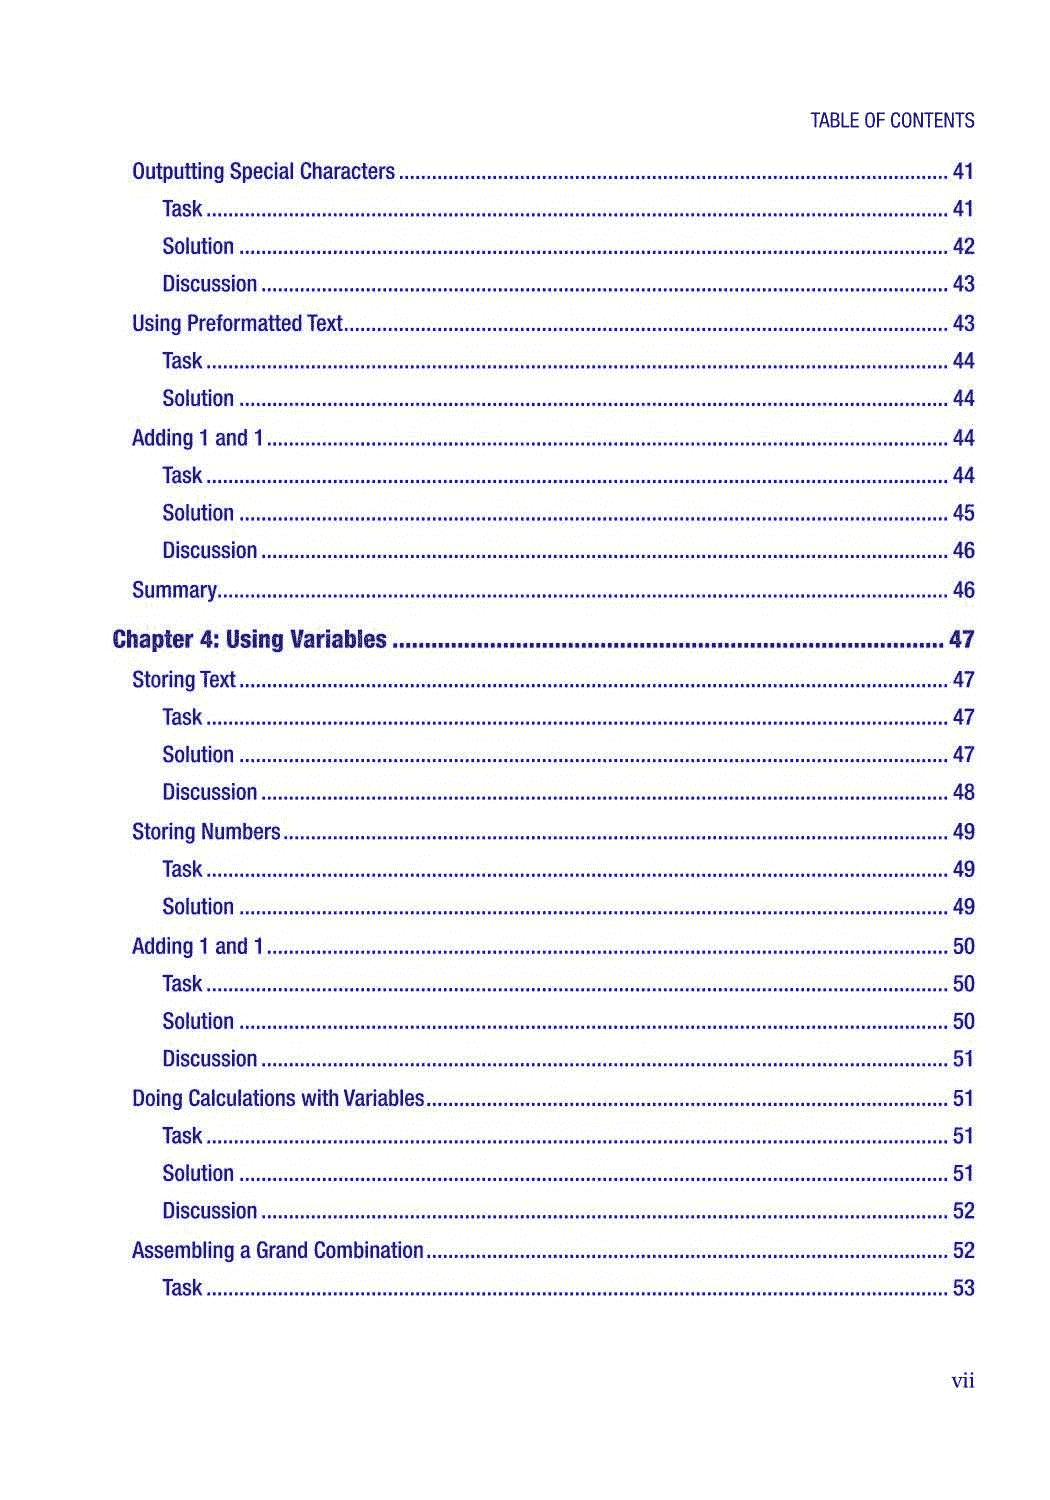 TABLE OF CONTENTS
Outputting Special Characters ........................................ 41
Task ........................................ 41
Solution ........................................ 42
Discussion ........................................ 43
Using Preformatted Text ........................................ 43
Task ........................................ 44
Solution ........................................ 44
Adding 1 and 1 ........................................ 44
Task ........................................ 44
Solution ........................................ 45
Discussion ........................................ 46
Summary ........................................ 46
Chapter 4: Using Variables ........................................ 47
Storing Text ........................................ 47
Task ........................................ 47
Solution ........................................ 47
Discussion ........................................ 48
Storing Numbers ........................................ 49
Task ........................................ 49
Solution ........................................ 49
Adding 1 and 1 ........................................ 50
Task ........................................ 50
Solution ........................................ 50
Discussion ........................................ 51
Doing Calculations with Variables ........................................ 51
Task ........................................ 51
Solution ........................................ 51
Discussion ........................................ 52
Assembling a Grand Combination ........................................ 52
Task ........................................ 53
vii